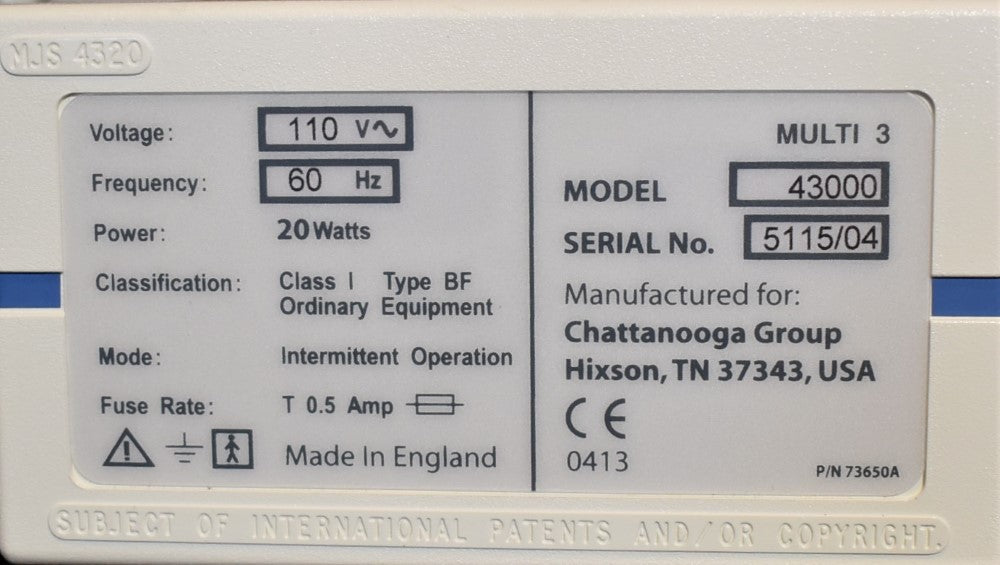 MJS 4320
Voltage: 110 V~
Frequency: 60 Hz
Power: 20 Watts
Classification: Class I Type BF
Ordinary Equipment
Mode: Intermittent Operation
Fuse Rate: T 0.5 Amp
Made In England
MULTI 3
MODEL 43000
SERIAL No. 5115/04
Manufactured for:
Chattanooga Group
Hixson, TN 37343, USA
CE
0413
P/N 73650A
SUBJECT OF INTERNATIONAL PATENTS AND/OR COPYRIGHT.